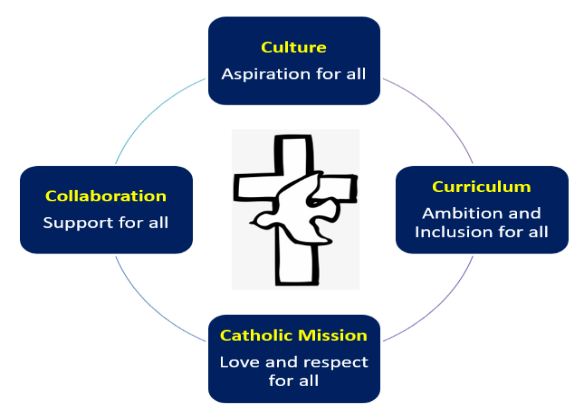 Culture
Aspiration for all
Collaboration
Support for all
Curriculum
Ambition and
Inclusion for all
Catholic Mission
Love and respect
for all